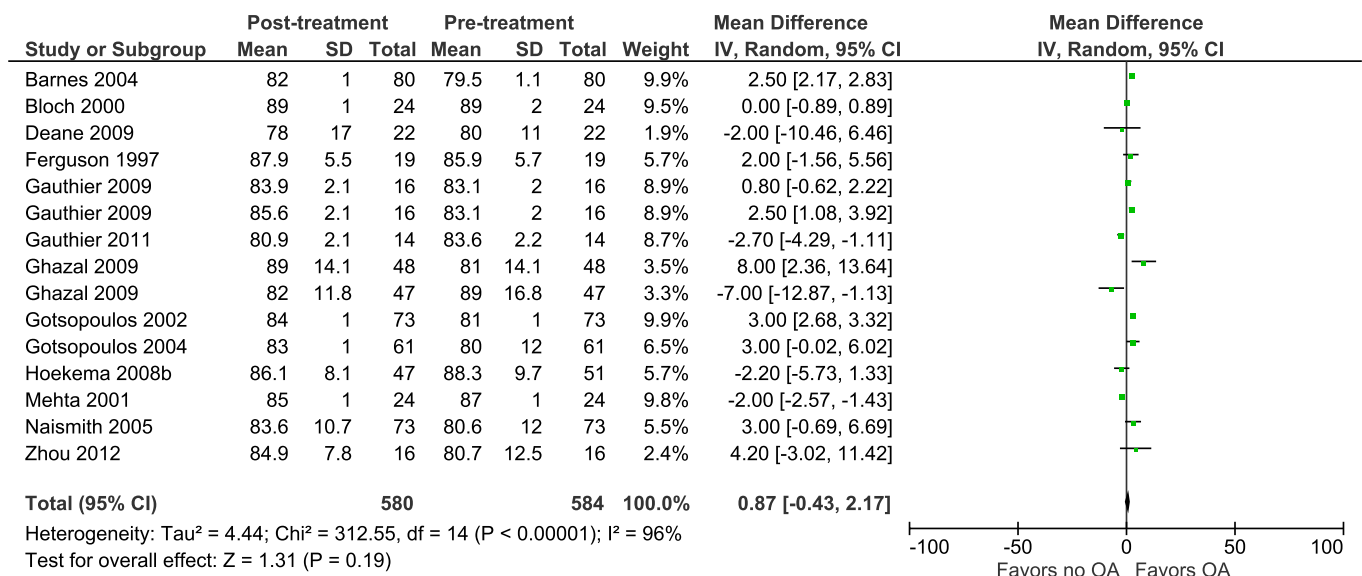 Post-treatment Pre-treatment Mean Difference Mean Difference
Study or Subgroup Mean SD Total Mean SD Total Weight IV, Random, 95% CI IV, Random, 95% CI
Barnes 2004 82 1 80 79.5 1.1 80 9.9% 2.50 [2.17, 2.83]
Bloch 2000 89 1 24 89 2 24 9.5% 0.00 [-0.89, 0.89]
Deane 2009 78 17 22 80 11 22 1.9% -2.00 [-10.46, 6.46]
Ferguson 1997 87.9 5.5 19 85.9 5.7 19 5.7% 2.00 [-1.56, 5.56]
Gauthier 2009 83.9 2.1 16 83.1 2 16 8.9% 0.80 [-0.62, 2.22]
Gauthier 2009 85.6 2.1 16 83.1 2 16 8.9% 2.50 [1.08, 3.92]
Gauthier 2011 80.9 2.1 14 83.6 2.2 14 8.7% -2.70 [-4.29, -1.11]
Ghazal 2009 89 14.1 48 81 14.1 48 3.5% 8.00 [2.36, 13.64]
Ghazal 2009 82 11.8 47 89 16.8 47 3.3% -7.00 [-12.87, -1.13]
Gotsopoulos 2002 84 1 73 81 1 73 9.9% 3.00 [2.68, 3.32]
Gotsopoulos 2004 83 1 61 80 12 61 6.5% 3.00 [-0.02, 6.02]
Hoekema 2008b 86.1 8.1 47 88.3 9.7 51 5.7% -2.20 [-5.73, 1.33]
Mehta 2001 85 1 24 87 1 24 9.8% -2.00 [-2.57, -1.43]
Naismith 2005 83.6 10.7 73 80.6 12 73 5.5% 3.00 [-0.69, 6.69]
Zhou 2012 84.9 7.8 16 80.7 12.5 16 2.4% 4.20 [-3.02, 11.42]
Total (95% CI) 580 584 100.0% 0.87 [-0.43, 2.17]
Heterogeneity: Tau² = 4.44; Chi² = 312.55, df = 14 (P < 0.00001); I² = 96%
Test for overall effect: Z = 1.31 (P = 0.19)
-100 -50 0 50 100
Favors no OA Favors OA